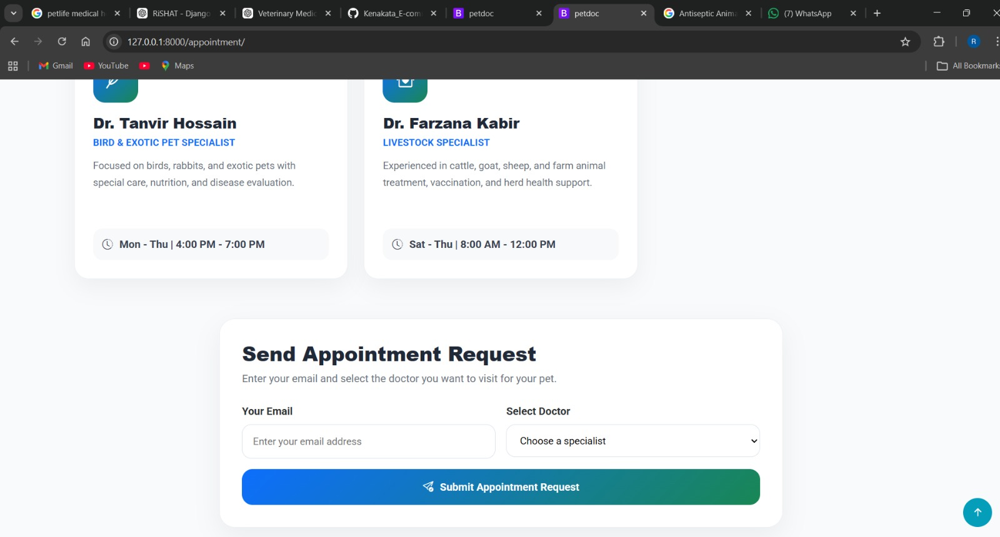 petlife medical h
RiSHAT - Django
Veterinary Medic
Kenakata_E-com
petdoc
petdoc
Antiseptic Anima
(7) WhatsApp
127.0.0.1:8000/appointment/
R
Gmail
YouTube
Maps
All Bookmarks
Dr. Tanvir Hossain
BIRD & EXOTIC PET SPECIALIST
Focused on birds, rabbits, and exotic pets with
special care, nutrition, and disease evaluation.
Mon - Thu | 4:00 PM - 7:00 PM
Dr. Farzana Kabir
LIVESTOCK SPECIALIST
Experienced in cattle, goat, sheep, and farm animal
treatment, vaccination, and herd health support.
Sat - Thu | 8:00 AM - 12:00 PM
Send Appointment Request
Enter your email and select the doctor you want to visit for your pet.
Your Email
Select Doctor
Enter your email address
Choose a specialist
Submit Appointment Request